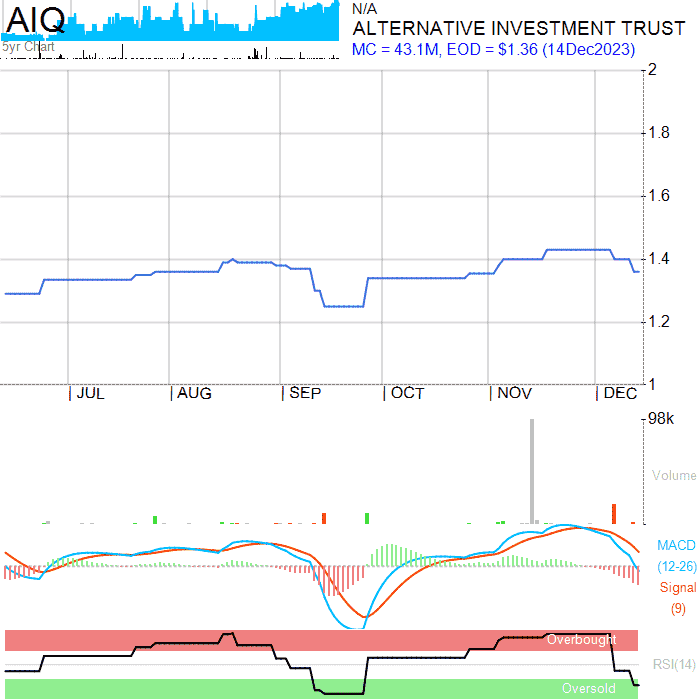 AIQ
5yr Chart
N/A
ALTERNATIVE INVESTMENT TRUST
MC = 43.1M, EOD = $1.36 (14Dec2023)
2
1.8
1.6
1.4
1.2
1
JUL AUG SEP OCT NOV DEC
98k
Volume
MACD
(12-26)
Signal
(9)
Overbought
RSI(14)
Oversold